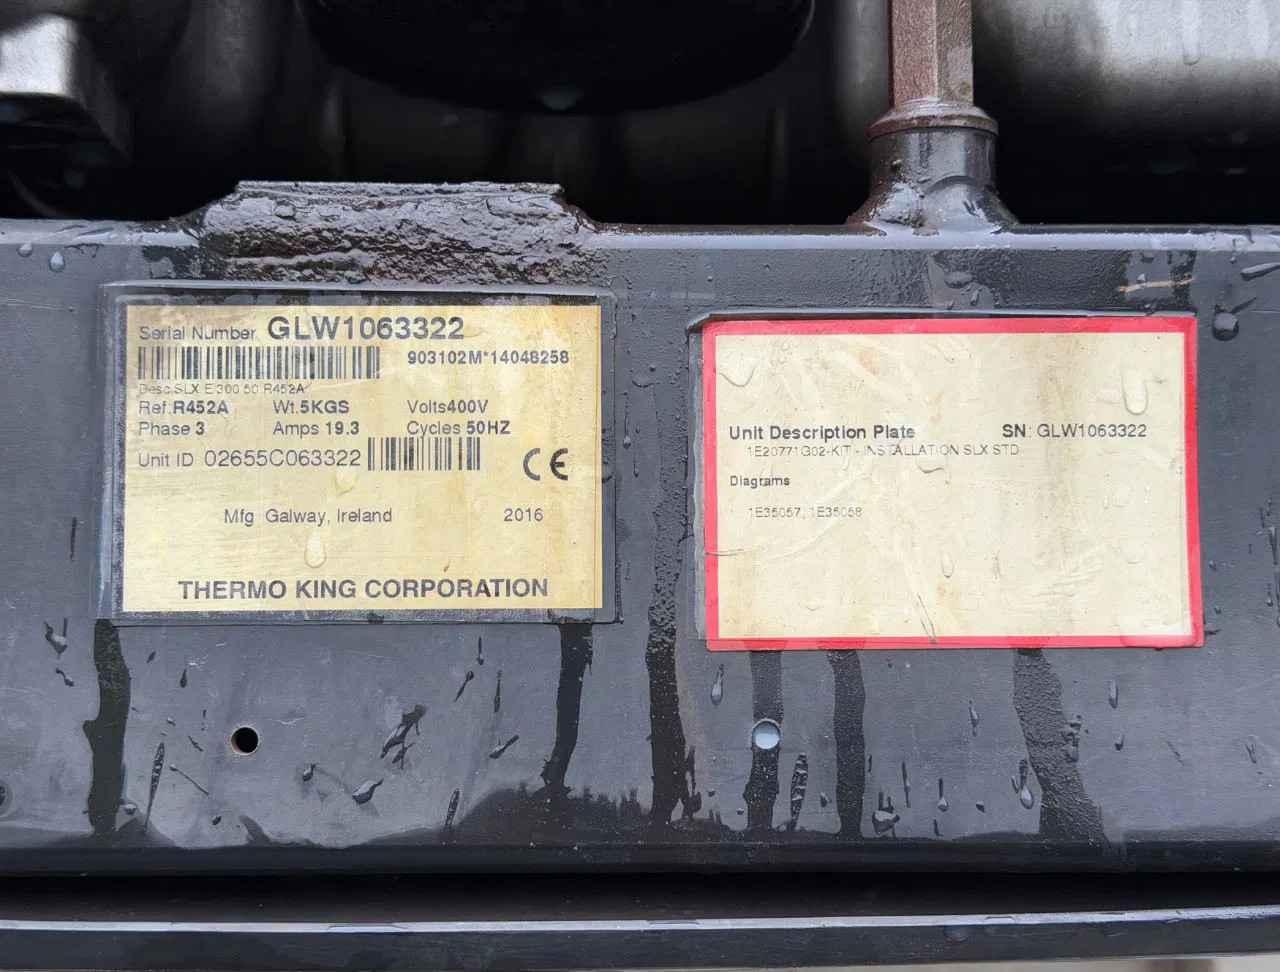 Serial Number GLW1063322
903102M*14048258
Desc.SLX E 300 50 R452A
Ref.R452A Wt.5KGS Volts400V
Phase 3 Amps 19.3 Cycles 50HZ
Unit ID 02655C063322
CE
Mfg Galway, Ireland 2016
THERMO KING CORPORATION
Unit Description Plate SN: GLW1063322
1E20771G02-KIT - INSTALLATION SLX STD
Diagrams
1E35057, 1E35058